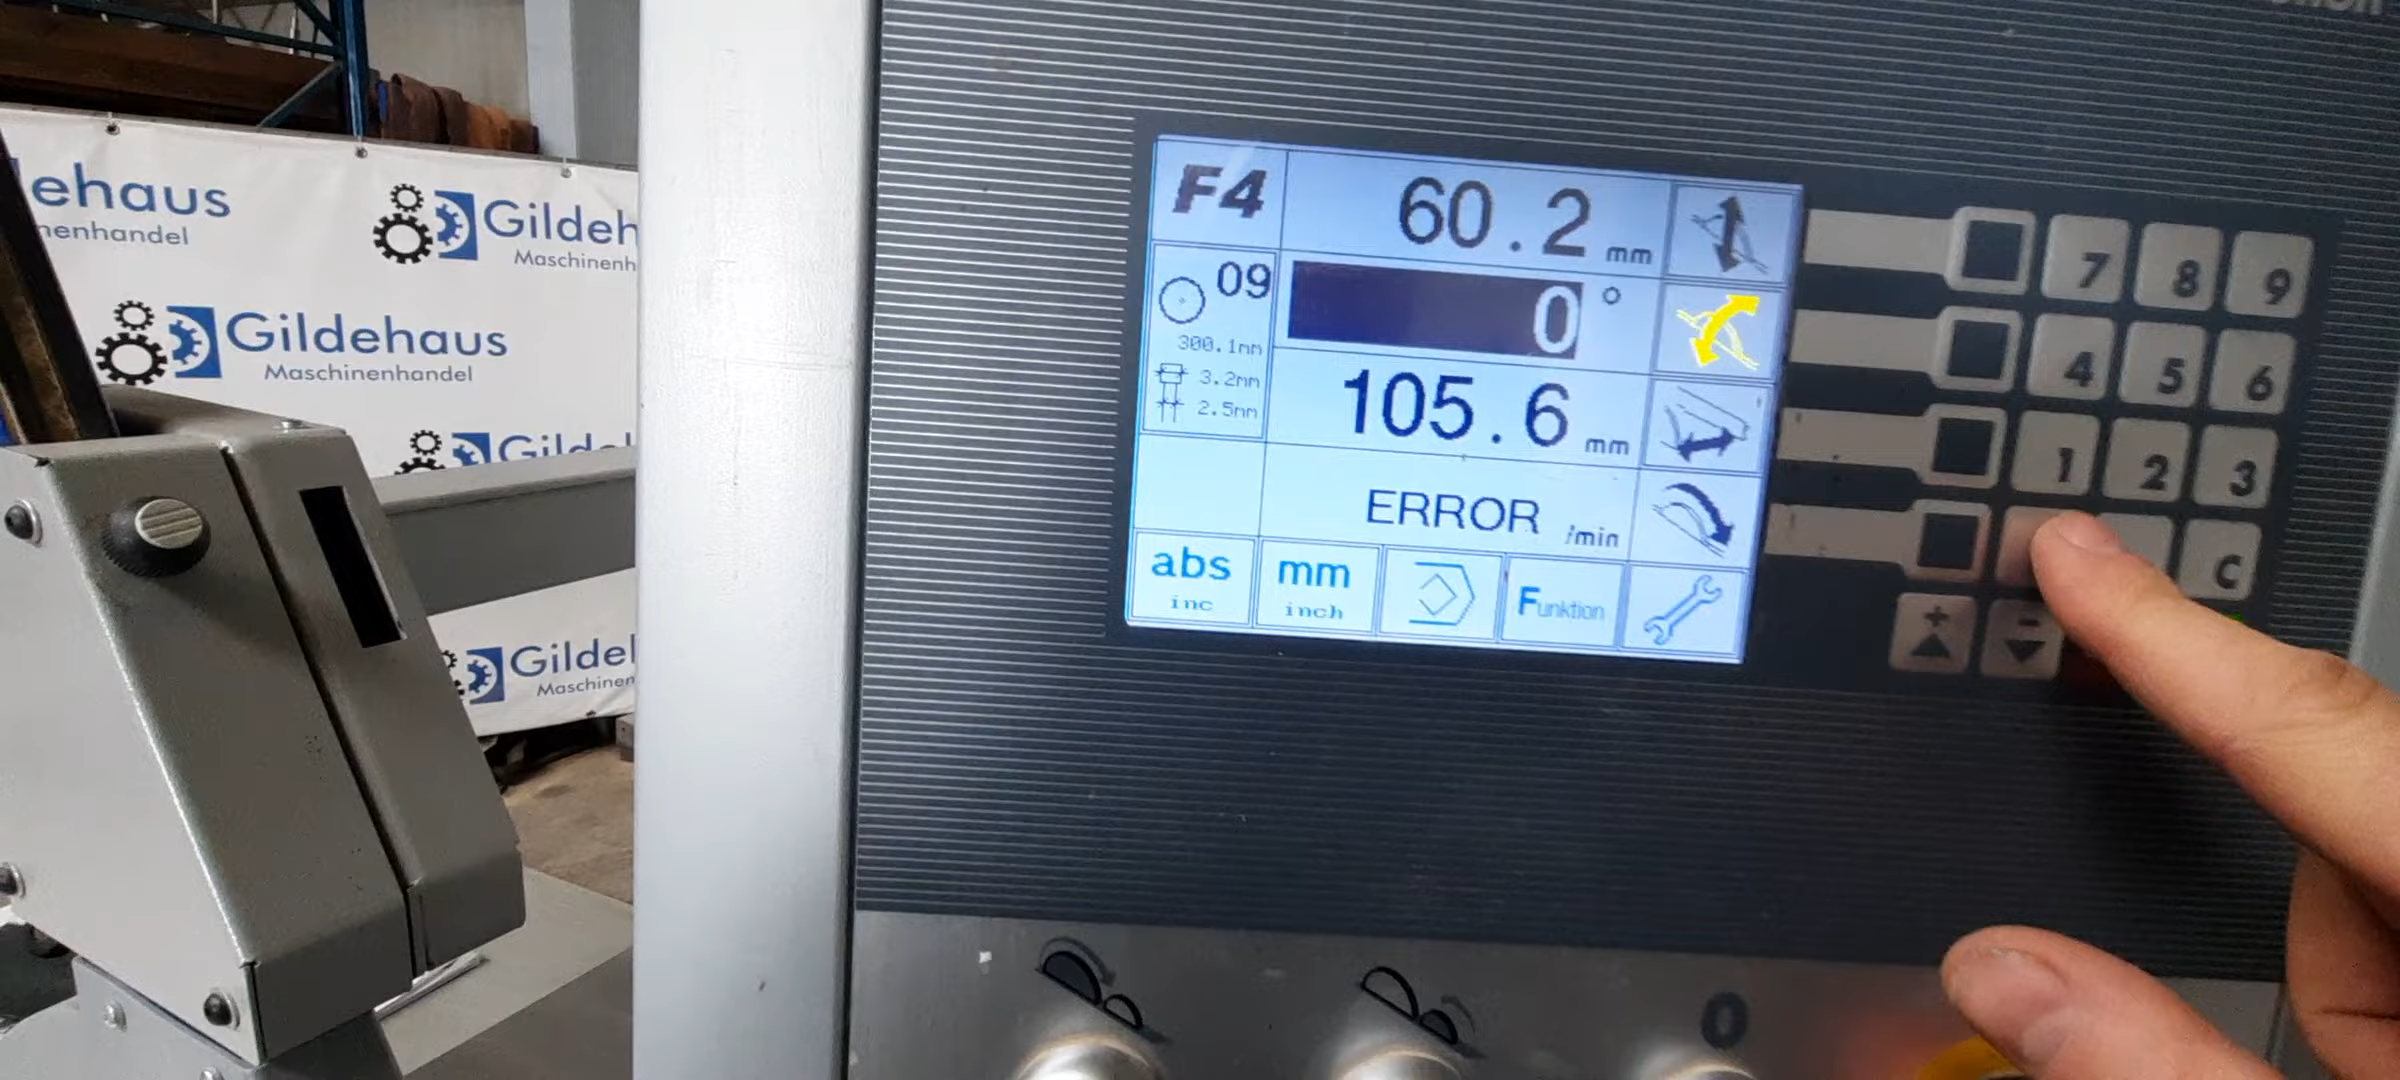 ehaus
nenhandel
Gildeh
Maschinenh
Gildehaus
Maschinenhandel
Gildel
Maschinen
F4
60.2 mm
09
300.1mm
3.2mm
2.5mm
0 °
105.6 mm
ERROR /min
abs
inc
mm
inch
Funktion
7 8 9
4 5 6
1 2 3
C
+ -
0